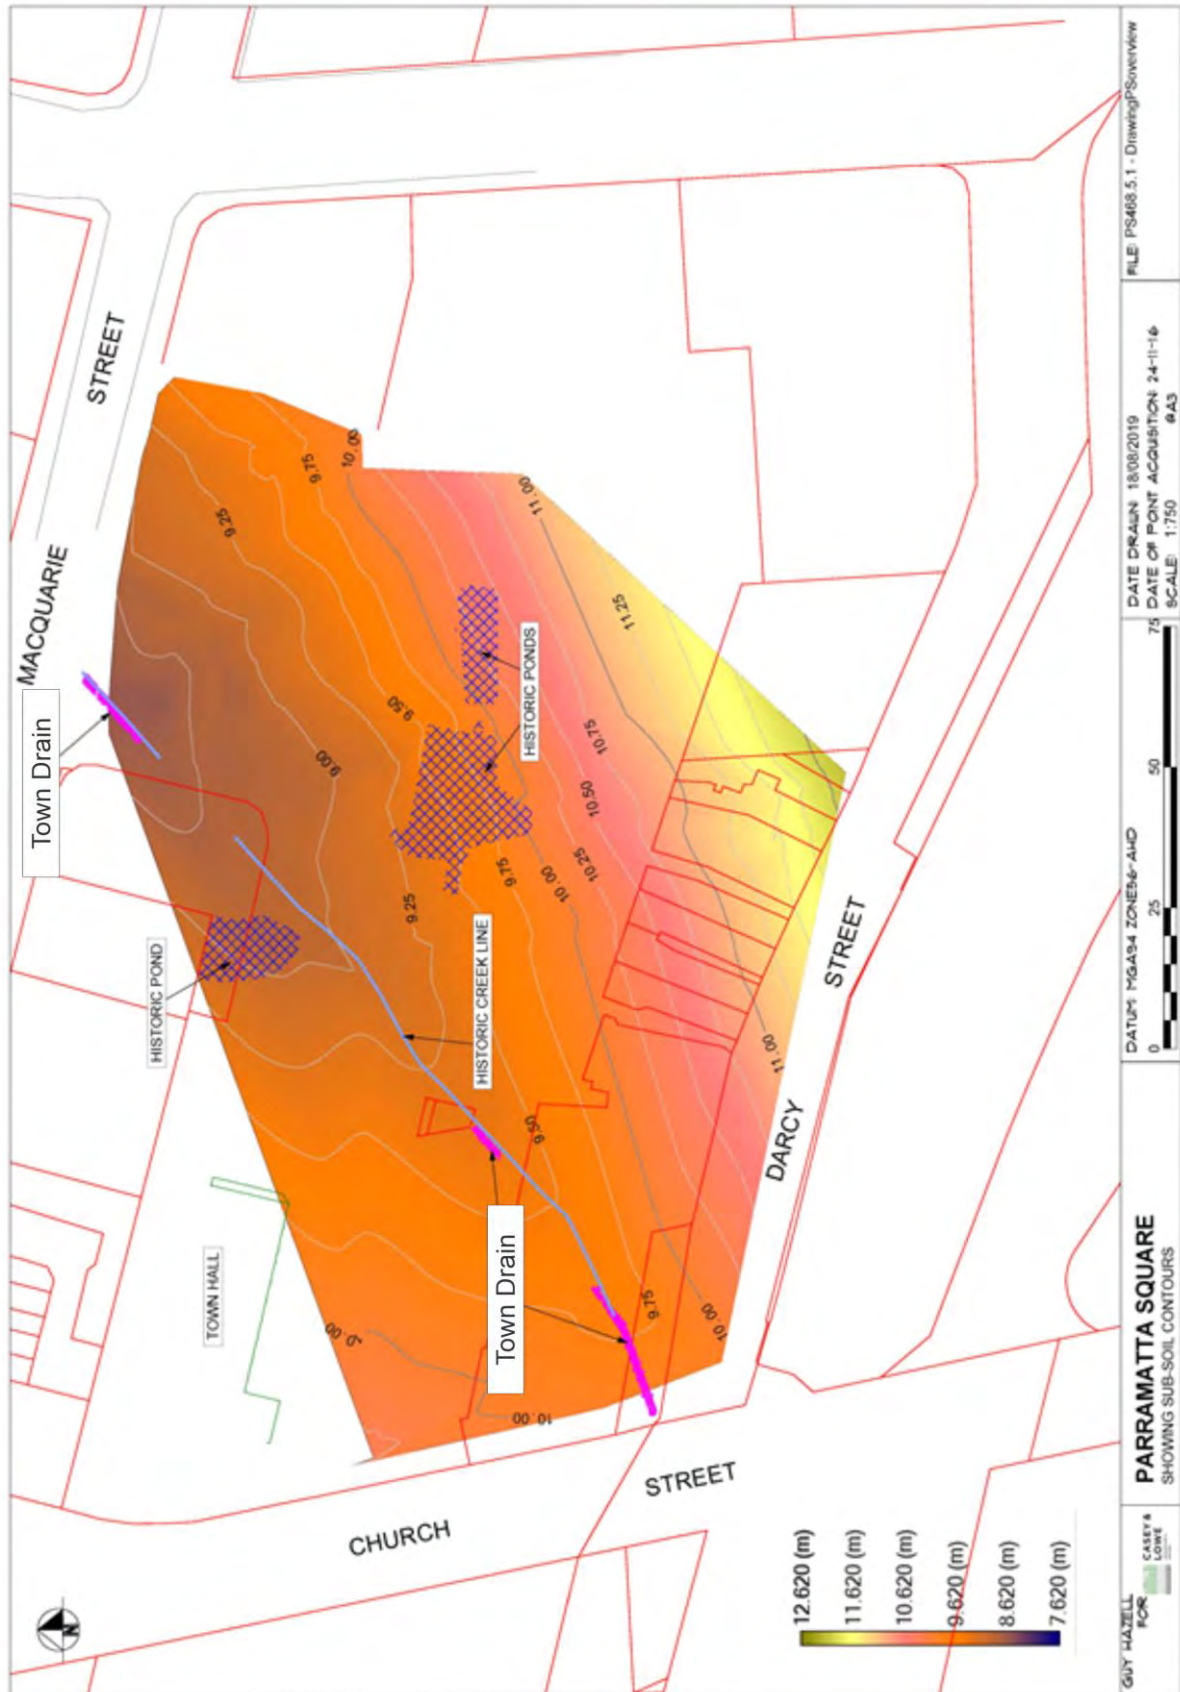 MACQUARIE
STREET
Town Drain
HISTORIC POND
TOWN HALL
HISTORIC PONDS
HISTORIC CREEK LINE
Town Drain
CHURCH
STREET
DARCY
STREET
9.25
9.75
10.00
11.00
11.25
9.00
9.50
10.75
10.50
9.25
9.75
10.00
10.25
9.50
11.00
9.75
10.00
10.00
N
12.620 (m)
11.620 (m)
10.620 (m)
9.620 (m)
8.620 (m)
7.620 (m)
GUY HAZELL
FOR
CASEY &
LOWE
PARRAMATTA SQUARE
SHOWING SUB-SOIL CONTOURS
DATUM: MGA94 ZONE56-AHD
0 25 50 75
DATE DRAWN: 18/08/2019
DATE OF POINT ACQUISITION: 24-11-16
SCALE: 1:750 @A3
FILE: PS468.5.1 - DrawingPSoverview